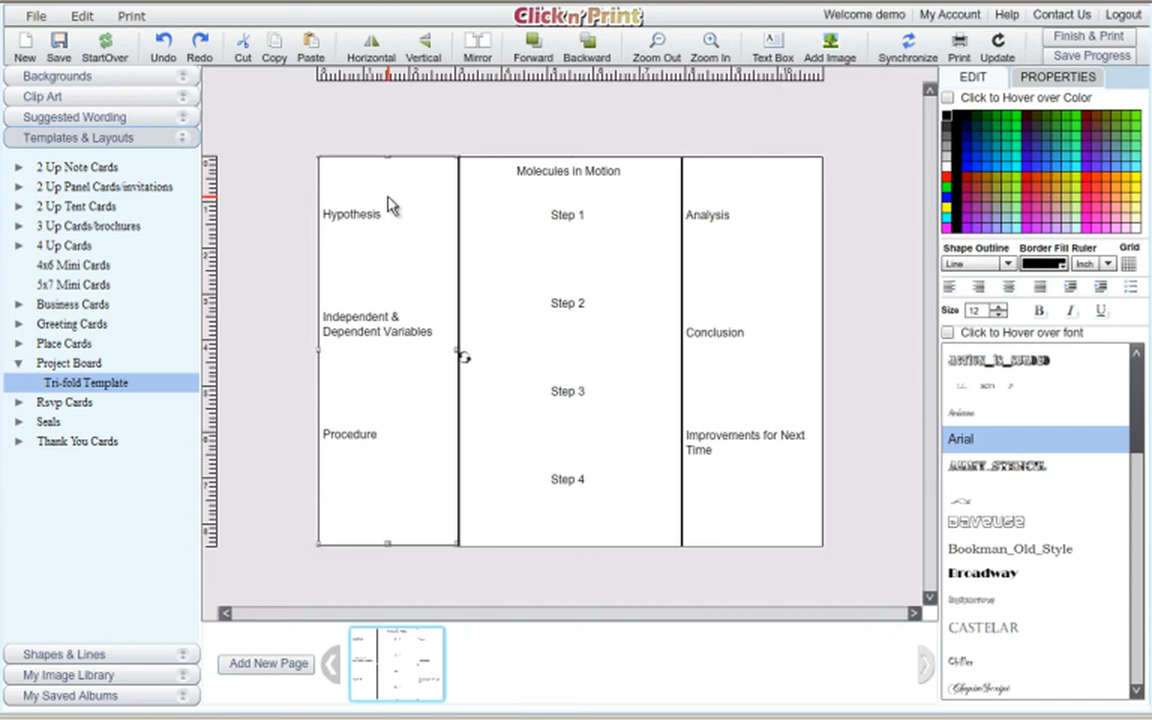 File Edit Print
Click n' Print
Welcome demo My Account Help Contact Us Logout
New Save StartOver Undo Redo Cut Copy Paste Horizontal Vertical Mirror Forward Backward Zoom Out Zoom In Text Box Add Image Synchronize Print Update
Finish & Print
Save Progress
Backgrounds
Clip Art
Suggested Wording
Templates & Layouts
2 Up Note Cards
2 Up Panel Cards/invitations
2 Up Tent Cards
3 Up Cards/brochures
4 Up Cards
4x6 Mini Cards
5x7 Mini Cards
Business Cards
Greeting Cards
Place Cards
Project Board
Tri-fold Template
Rsvp Cards
Seals
Thank You Cards
Shapes & Lines
My Image Library
My Saved Albums
Hypothesis
Independent &
Dependent Variables
Procedure
Molecules in Motion
Step 1
Step 2
Step 3
Step 4
Analysis
Conclusion
Improvements for Next
Time
Add New Page
EDIT PROPERTIES
Click to Hover over Color
Shape Outline Border Fill Ruler Grid
Line Inch
Size 12 B I U
Click to Hover over font
ACTION_IS_SHADED
Ariana
Arial
ARMY_STENCIL
DAVEUSE
Bookman_Old_Style
Broadway
CASTELAR
Chiller
ChopinScript